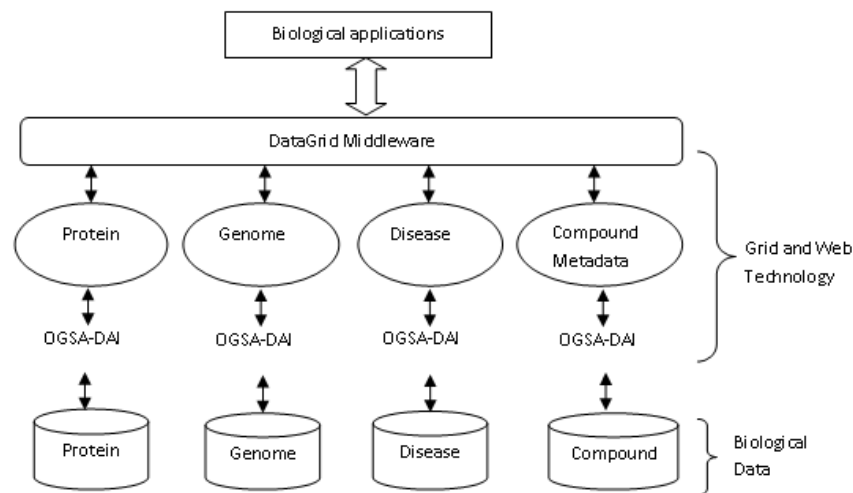 Biological applications
DataGrid Middleware
Protein
Genome
Disease
Compound
Metadata
Grid and Web
Technology
OGSA-DAI
OGSA-DAI
OGSA-DAI
OGSA-DAI
Protein
Genome
Disease
Compound
Biological
Data